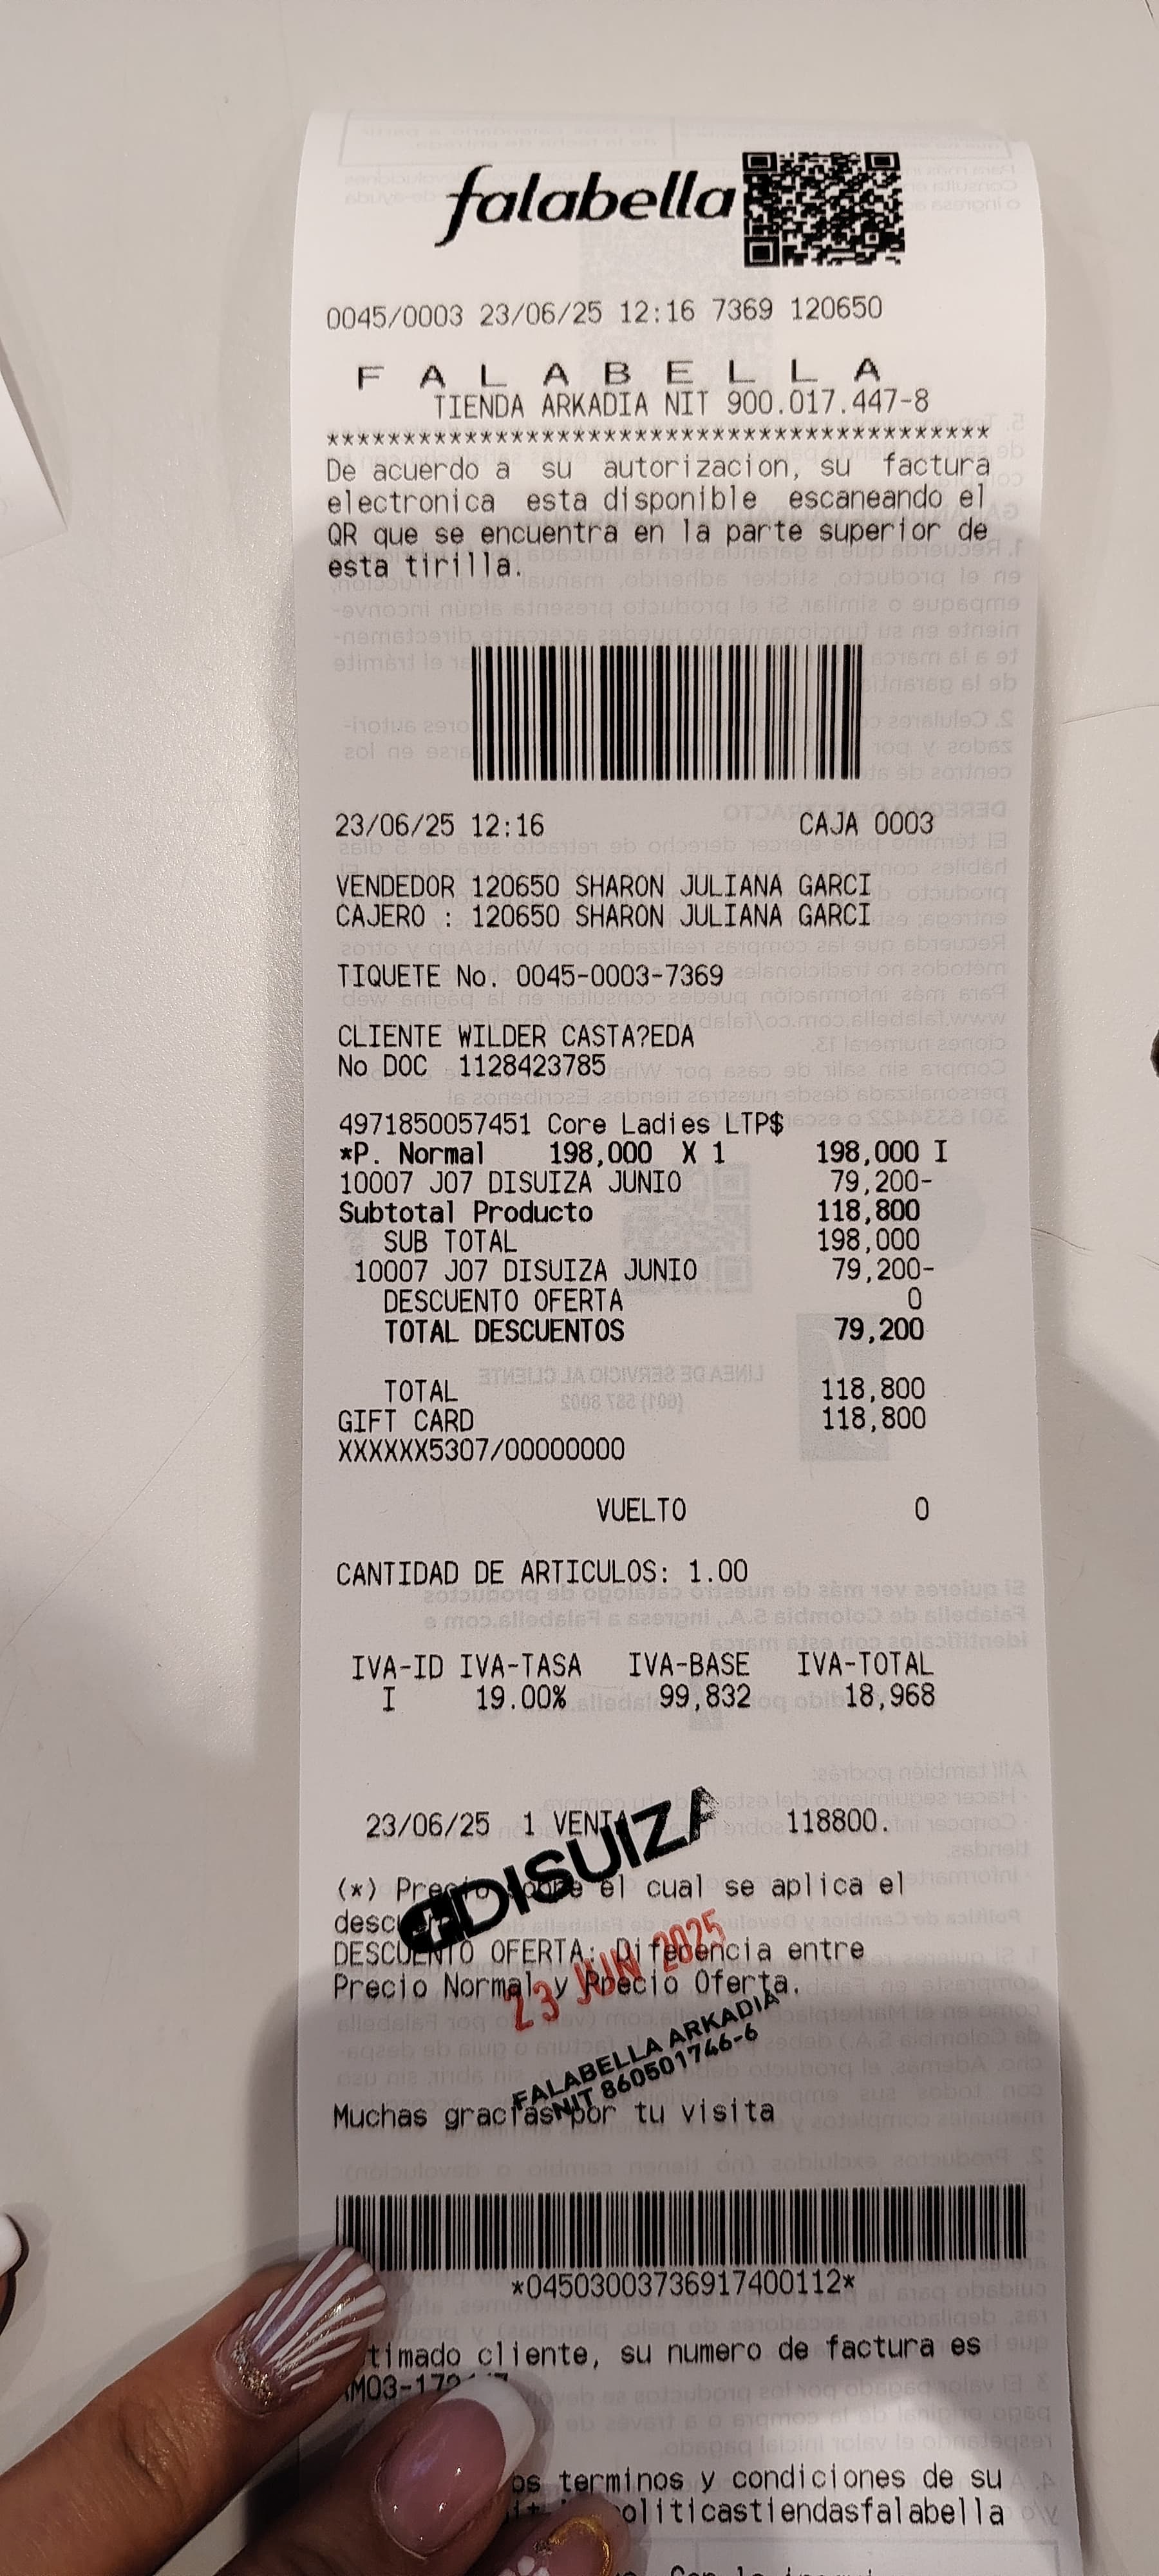 falabella
0045/0003 23/06/25 12:16 7369 120650
F A L A B E L L A
TIENDA ARKADIA NIT 900.017.447-8
*******************************************
De acuerdo a su autorizacion, su factura
electronica esta disponible escaneando el
QR que se encuentra en la parte superior de
esta tirilla.
23/06/25 12:16 CAJA 0003
VENDEDOR 120650 SHARON JULIANA GARCI
CAJERO : 120650 SHARON JULIANA GARCI
TIQUETE No. 0045-0003-7369
CLIENTE WILDER CASTA?EDA
No DOC 1128423785
4971850057451 Core Ladies LTP$
*P. Normal 198,000 X 1 198,000 I
10007 J07 DISUIZA JUNIO 79,200-
Subtotal Producto 118,800
SUB TOTAL 198,000
10007 J07 DISUIZA JUNIO 79,200-
DESCUENTO OFERTA 0
TOTAL DESCUENTOS 79,200
TOTAL 118,800
GIFT CARD 118,800
XXXXXX5307/00000000
VUELTO 0
CANTIDAD DE ARTICULOS: 1.00
IVA-ID IVA-TASA IVA-BASE IVA-TOTAL
I 19.00% 99,832 18,968
23/06/25 1 VENTA 118800.
DISUIZA
(*) Precio sobre el cual se aplica el
DESCUENTO OFERTA: Diferencia entre
23 JUN 2025
Precio Normal y Precio Oferta.
FALABELLA ARKADIA
NIT 860501746-6
Muchas gracias por tu visita
*04503003736917400112*
timado cliente, su numero de factura es
os terminos y condiciones de su
oliticastiendasfalabella